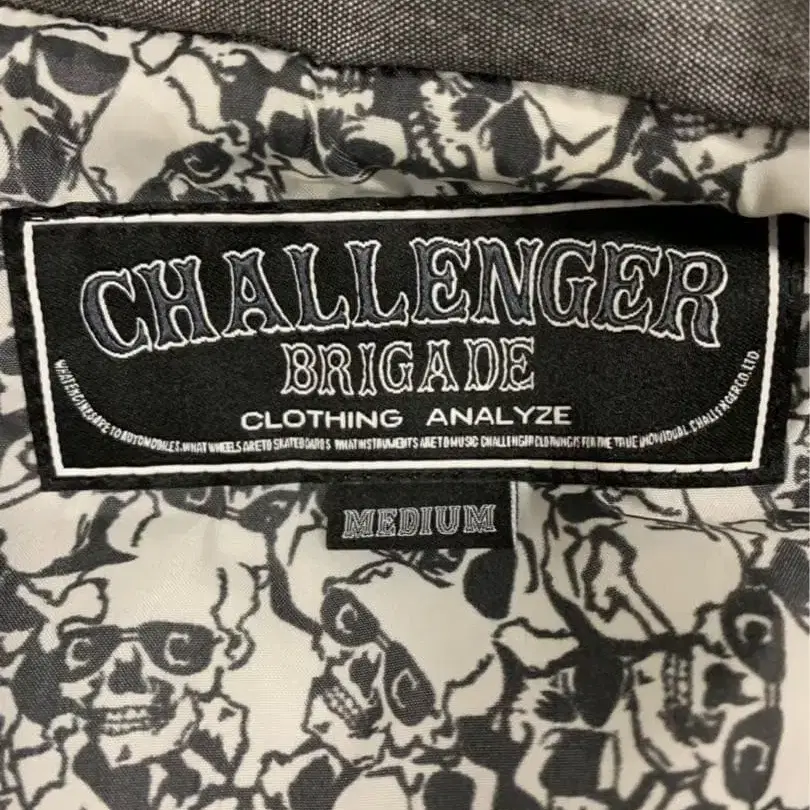 CHALLENGER
BRIGADE
CLOTHING ANALYZE
WHAT ENGINES ARE TO AUTOMOBILES, WHAT WHEELS ARE TO SKATEBOARDS WHAT INSTRUMENTS ARE TO MUSIC CHALLENGER CLOTHING IS FOR THE TRUE INDIVIDUAL. CHALLENGER CO. LTD
MEDIUM